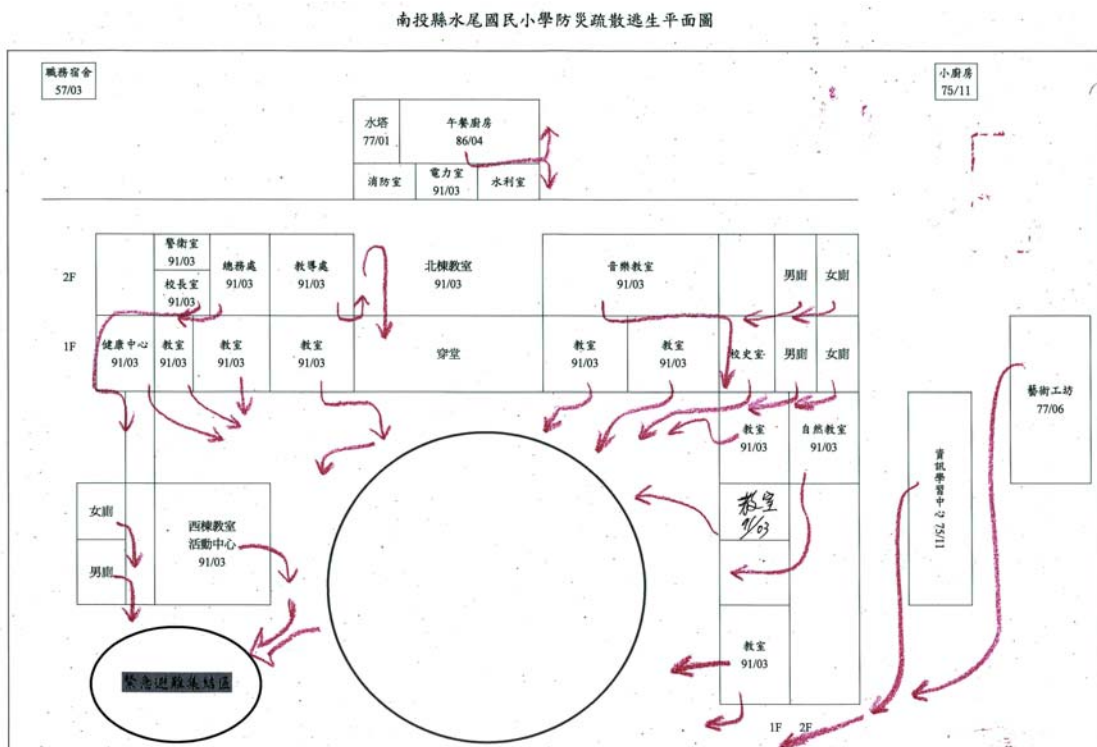 南投縣水尾國民小學防災疏散逃生平面圖
職務宿舍
57/03
小廚房
75/11
水塔
77/01
午餐廚房
86/04
消防室
電力室
91/03
水利室
2F
警衛室
91/03
校長室
91/03
總務處
91/03
教導處
91/03
北棟教室
91/03
音樂教室
91/03
男廁
女廁
1F
健康中心
91/03
教室
91/03
教室
91/03
教室
91/03
穿堂
教室
91/03
教室
91/03
校史室
男廁
女廁
藝術工坊
77/06
教室
91/03
自然教室
91/03
資訊學習中心 75/11
女廁
男廁
西棟教室
活動中心
91/03
教室
91/03
緊急避難集結區
教室
91/03
1F 2F